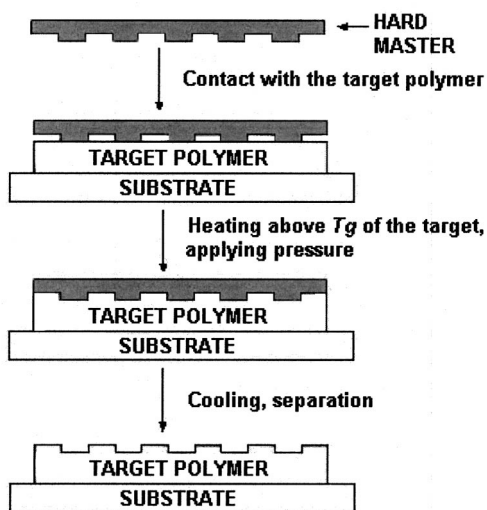 HARD
MASTER
Contact with the target polymer
TARGET POLYMER
SUBSTRATE
Heating above Tg of the target,
applying pressure
TARGET POLYMER
SUBSTRATE
Cooling, separation
TARGET POLYMER
SUBSTRATE